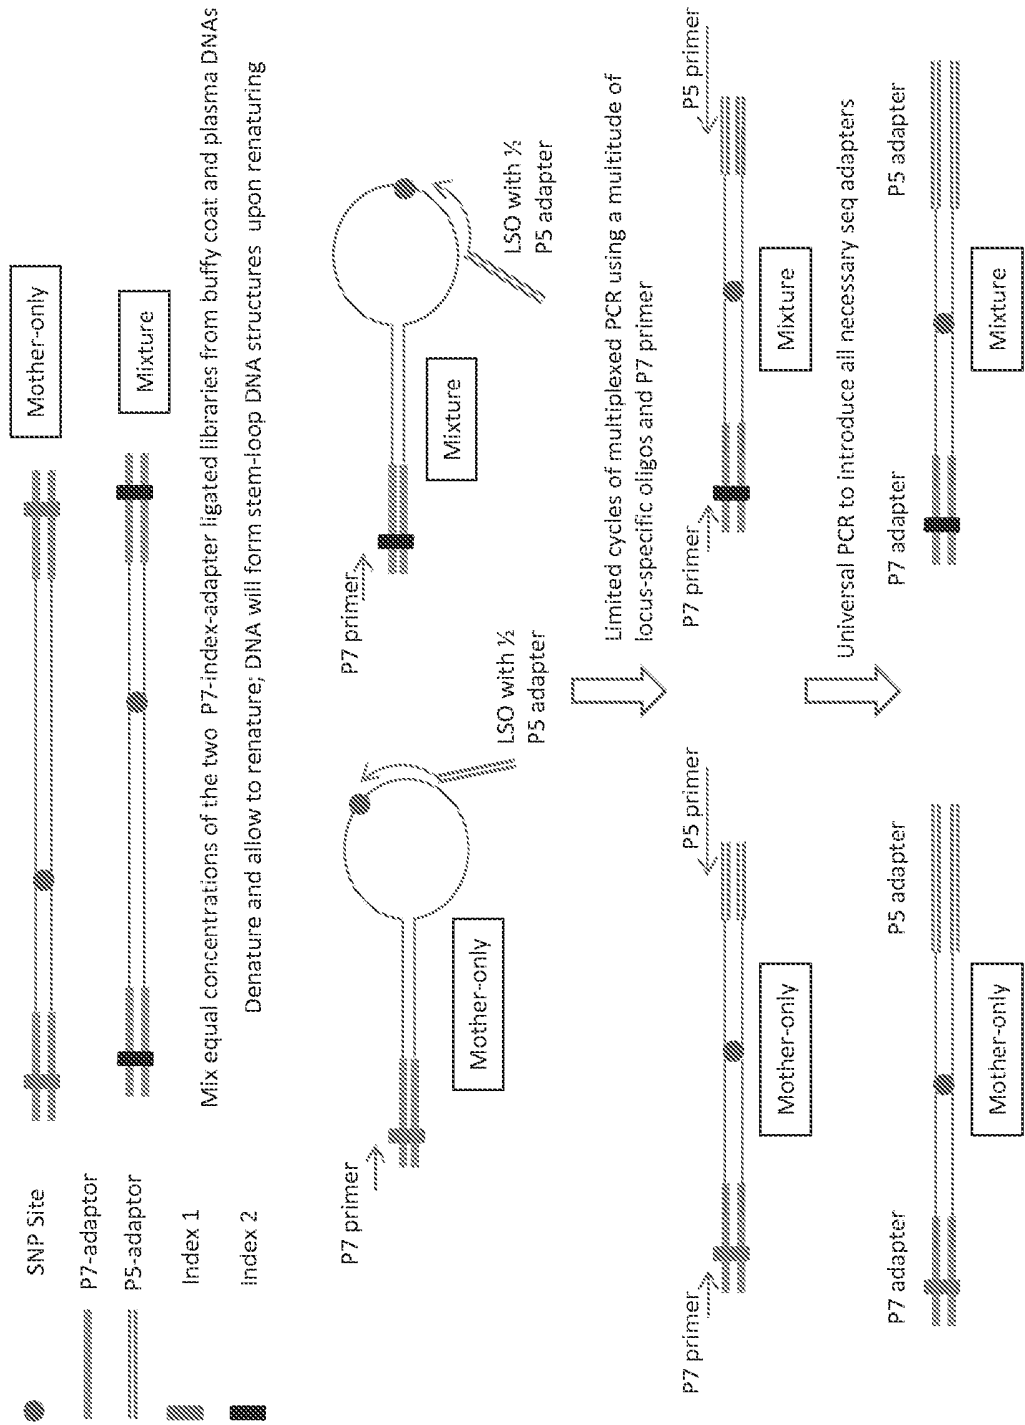 SNP Site
P7-adaptor
P5-adaptor
Index 1
index 2
Mother-only
Mixture
Mix equal concentrations of the two P7-index-adapter ligated libraries from buffy coat and plasma DNAs
Denature and allow to renature; DNA will form stem-loop DNA structures upon renaturing
P7 primer
P7 primer
Mother-only
Mixture
LSO with ½
P5 adapter
LSO with ½
P5 adapter
Limited cycles of multiplexed PCR using a multitude of
locus-specific oligos and P7 primer
P7 primer
P5 primer
P7 primer
P5 primer
Mother-only
Mixture
Universal PCR to introduce all necessary seq adapters
P7 adapter
P5 adapter
P7 adapter
P5 adapter
Mother-only
Mixture